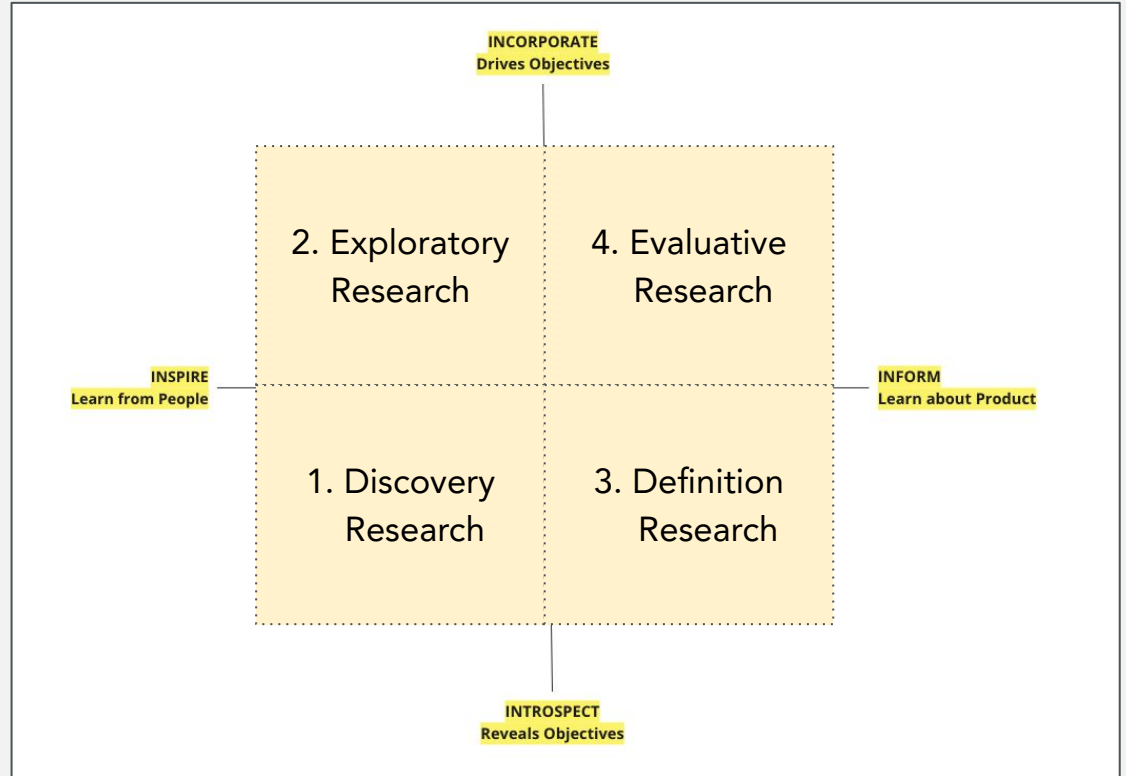 INCORPORATE
Drives Objectives
2. Exploratory
Research
4. Evaluative
Research
INSPIRE
Learn from People
INFORM
Learn about Product
1. Discovery
Research
3. Definition
Research
INTROSPECT
Reveals Objectives